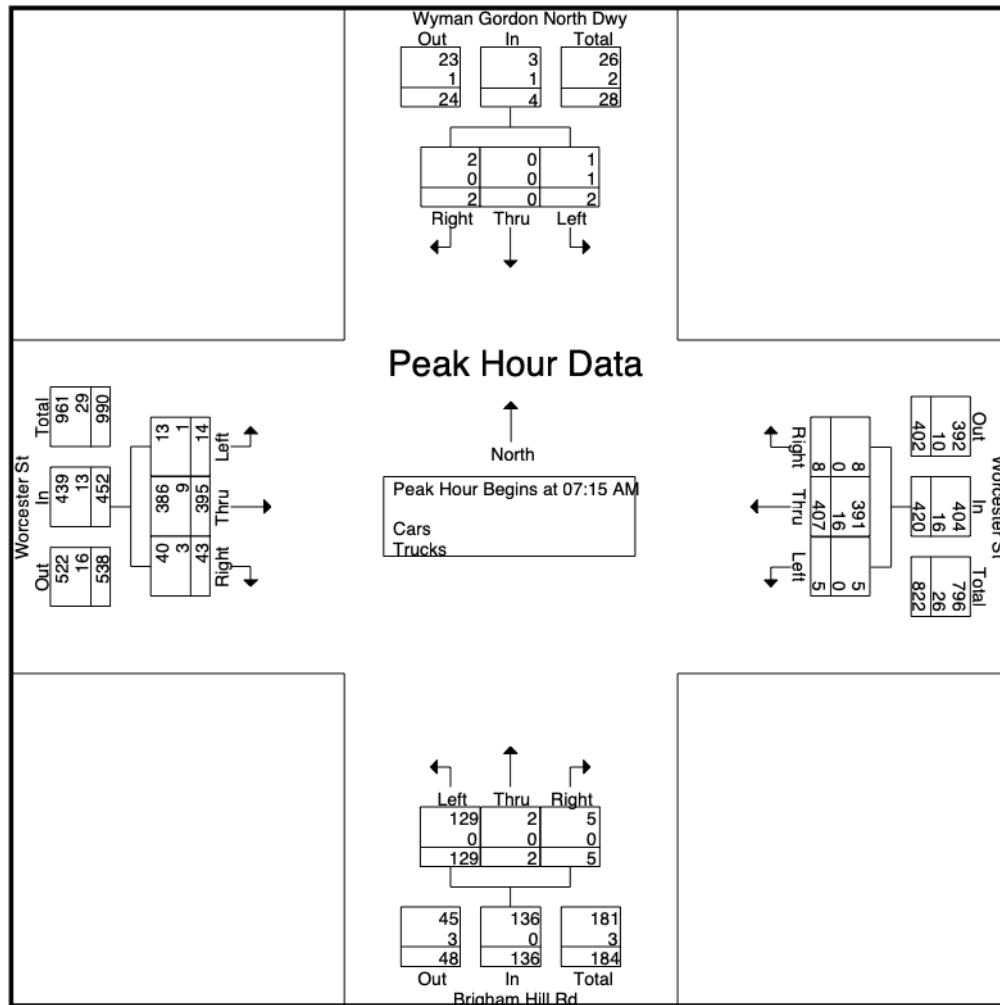 Wyman Gordon North Dwy
Out In Total
23 3 26
1 1 2
24 4 28
2 0 1
0 0 1
2 0 2
Right Thru Left
Peak Hour Data
North
Peak Hour Begins at 07:15 AM
Cars
Trucks
Worcester St
Out In Total
522 439 961
16 13 29
538 452 990
40 386 13
3 9 1
43 395 14
Right Thru Left
Worcester St
Out In Total
392 404 796
10 16 26
402 420 822
8 391 5
0 16 0
8 407 5
Right Thru Left
Left Thru Right
129 2 5
0 0 0
129 2 5
45 136 181
3 0 3
48 136 184
Out In Total
Brigham Hill Rd